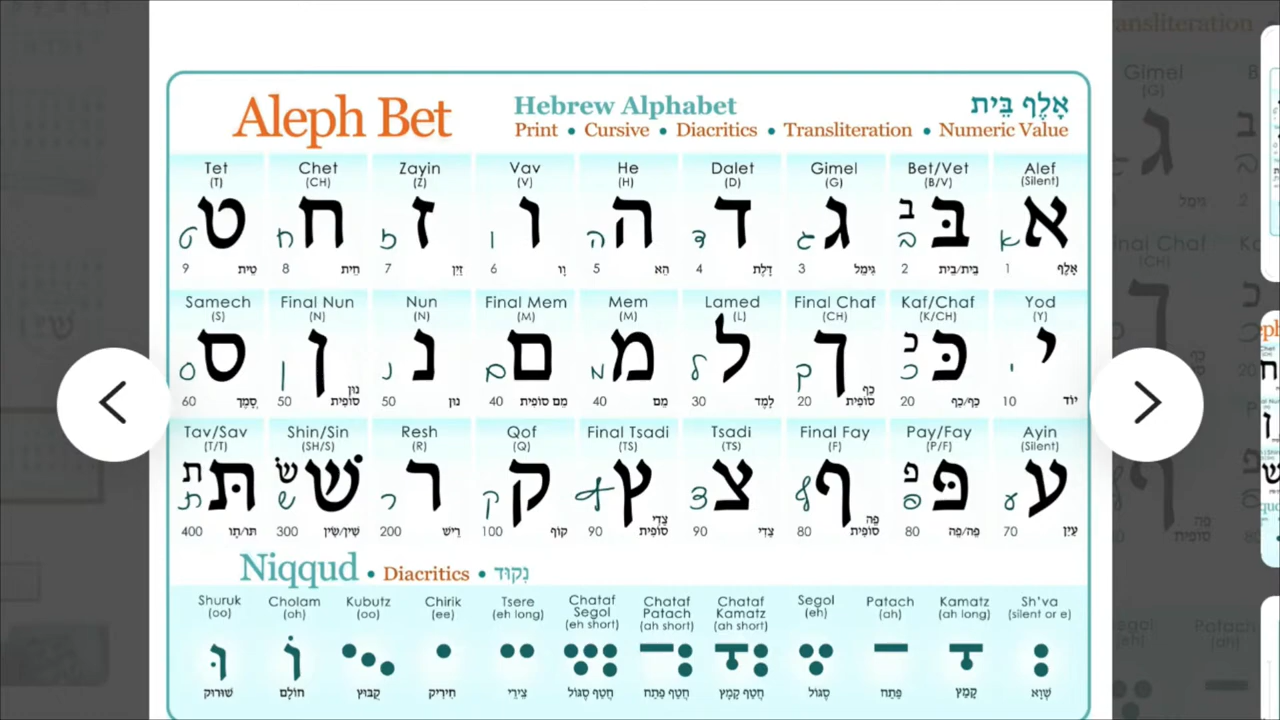 Aleph Bet
Hebrew Alphabet
אָלֶף בֵּית
Print • Cursive • Diacritics • Transliteration • Numeric Value
Tet Chet Zayin Vav He Dalet Gimel Bet/Vet Alef
(T) (CH) (Z) (V) (H) (D) (G) (B/V) (Silent)
ט ח ז ו ה ד ג בּ ב א
9 טֵית 8 חֵית 7 זַיִן 6 וָו 5 הֵא 4 דָּלֶת 3 גִּימֶל 2 בֵּית/בֵית 1 אָלֶף
Samech Final Nun Nun Final Mem Mem Lamed Final Chaf Kaf/Chaf Yod
(S) (N) (N) (M) (M) (L) (CH) (K/CH) (Y)
ס ן נ ם מ ל ך כּ כ י
60 סָמֶך 50 נוּן סוֹפִית 50 נוּן 40 מֵם סוֹפִית 40 מֵם 30 לָמֶד 20 כַף סוֹפִית 20 כַּף/כַף 10 יוֹד
Tav/Sav Shin/Sin Resh Qof Final Tsadi Tsadi Final Fay Pay/Fay Ayin
(T/T) (SH/S) (R) (Q) (TS) (TS) (F) (P/F) (Silent)
תּ ת שׁ שׂ ר ק ץ צ ף פּ פ ע
400 תּו/תָו 300 שִׁין/שִׂין 200 רֵישׁ 100 קוֹף 90 צָדִי סוֹפִית 90 צָדִי 80 פֵה סוֹפִית 80 פֵּה/פֵה 70 עַיִן
Niqqud • Diacritics • נִקּוּד
Shuruk Cholam Kubutz Chirik Tsere Chataf Segol Chataf Patach Chataf Kamatz Segol Patach Kamatz Sh'va
(oo) (oh) (oo) (ee) (eh long) (eh short) (ah short) (ah short) (eh) (ah) (ah long) (silent or e)
וּ וֹ
שׁוּרוּק חוֹלָם קֻבּוּץ חִירִיק צֵירֵי חֲטַף סֶגּוֹל חֲטַף פַּתָח חֲטַף קָמַץ סֶגּוֹל פַּתָח קָמַץ שְׁוָא